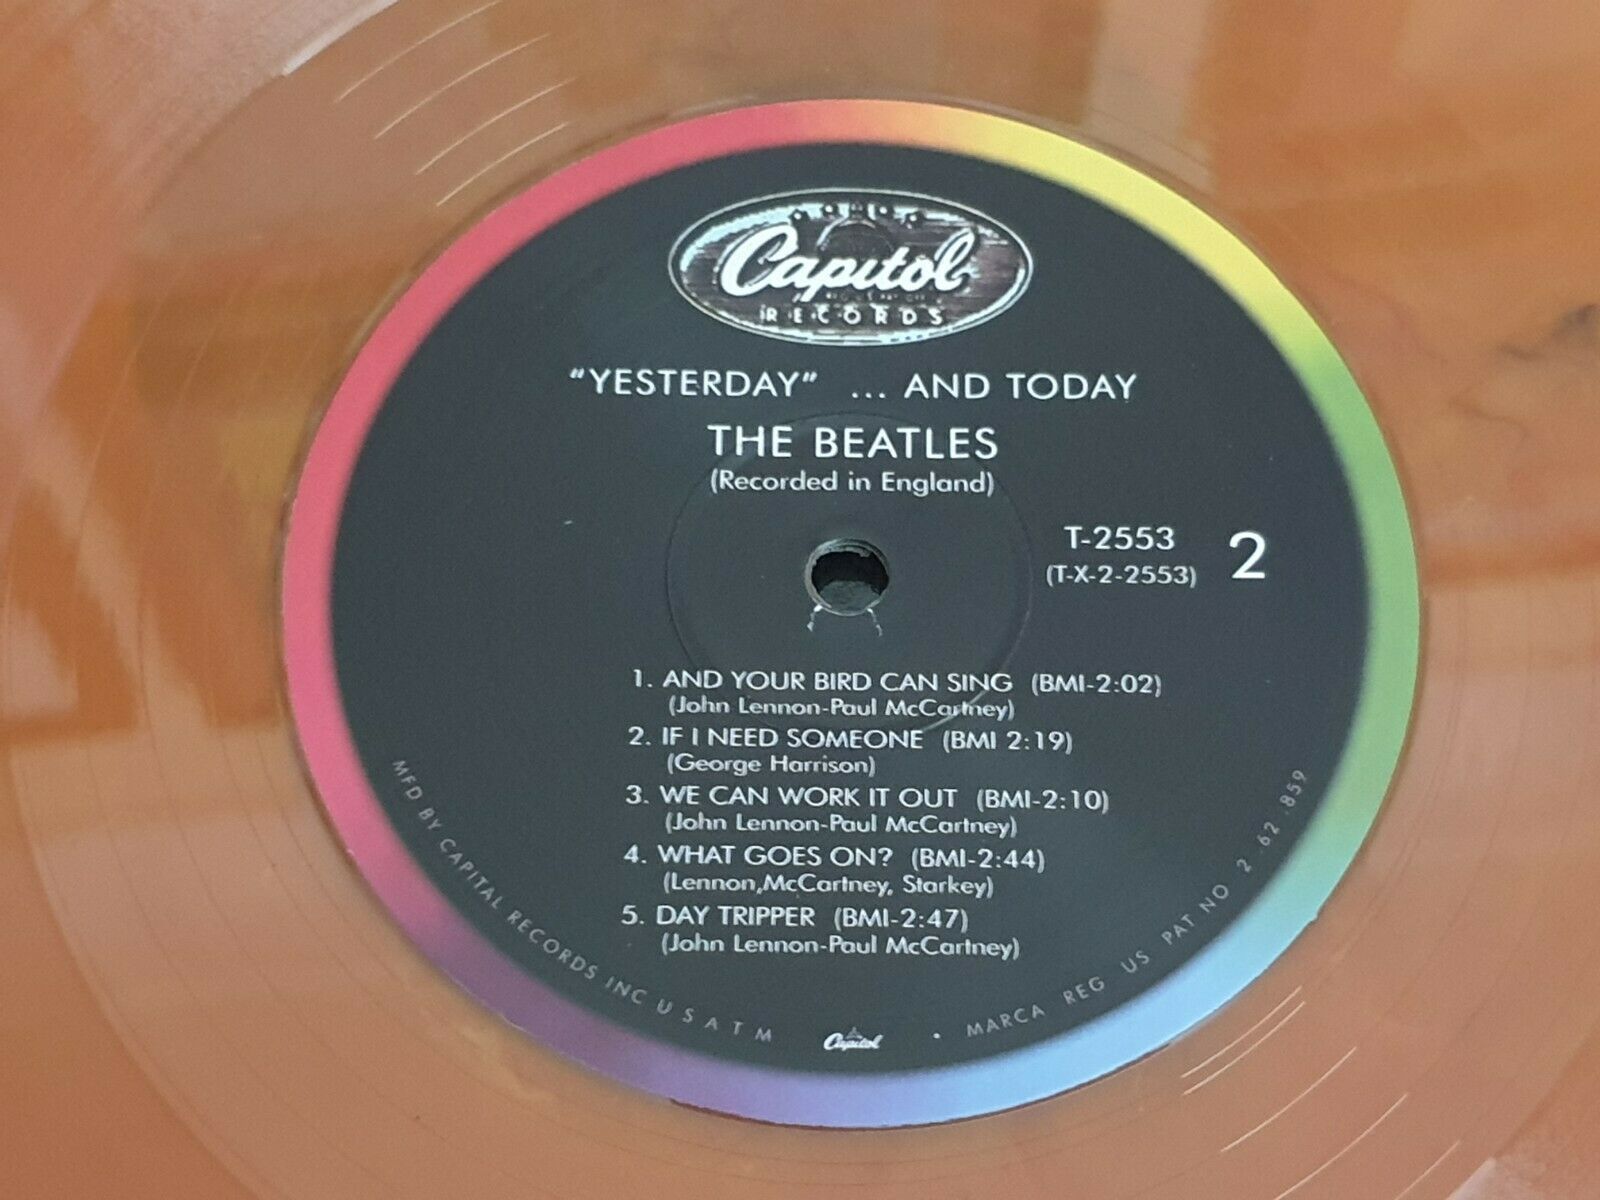 Capitol
RECORDS
"YESTERDAY" ... AND TODAY
THE BEATLES
(Recorded in England)
T-2553
(T-X-2-2553)
2
1. AND YOUR BIRD CAN SING (BMI-2:02)
(John Lennon-Paul McCartney)
2. IF I NEED SOMEONE (BMI 2:19)
(George Harrison)
3. WE CAN WORK IT OUT (BMI-2:10)
(John Lennon-Paul McCartney)
4. WHAT GOES ON? (BMI-2:44)
(Lennon,McCartney, Starkey)
5. DAY TRIPPER (BMI-2:47)
(John Lennon-Paul McCartney)
MFD BY CAPITAL RECORDS INC U S A T M
Capitol
• MARCA REG US PAT NO 2 .62 .859